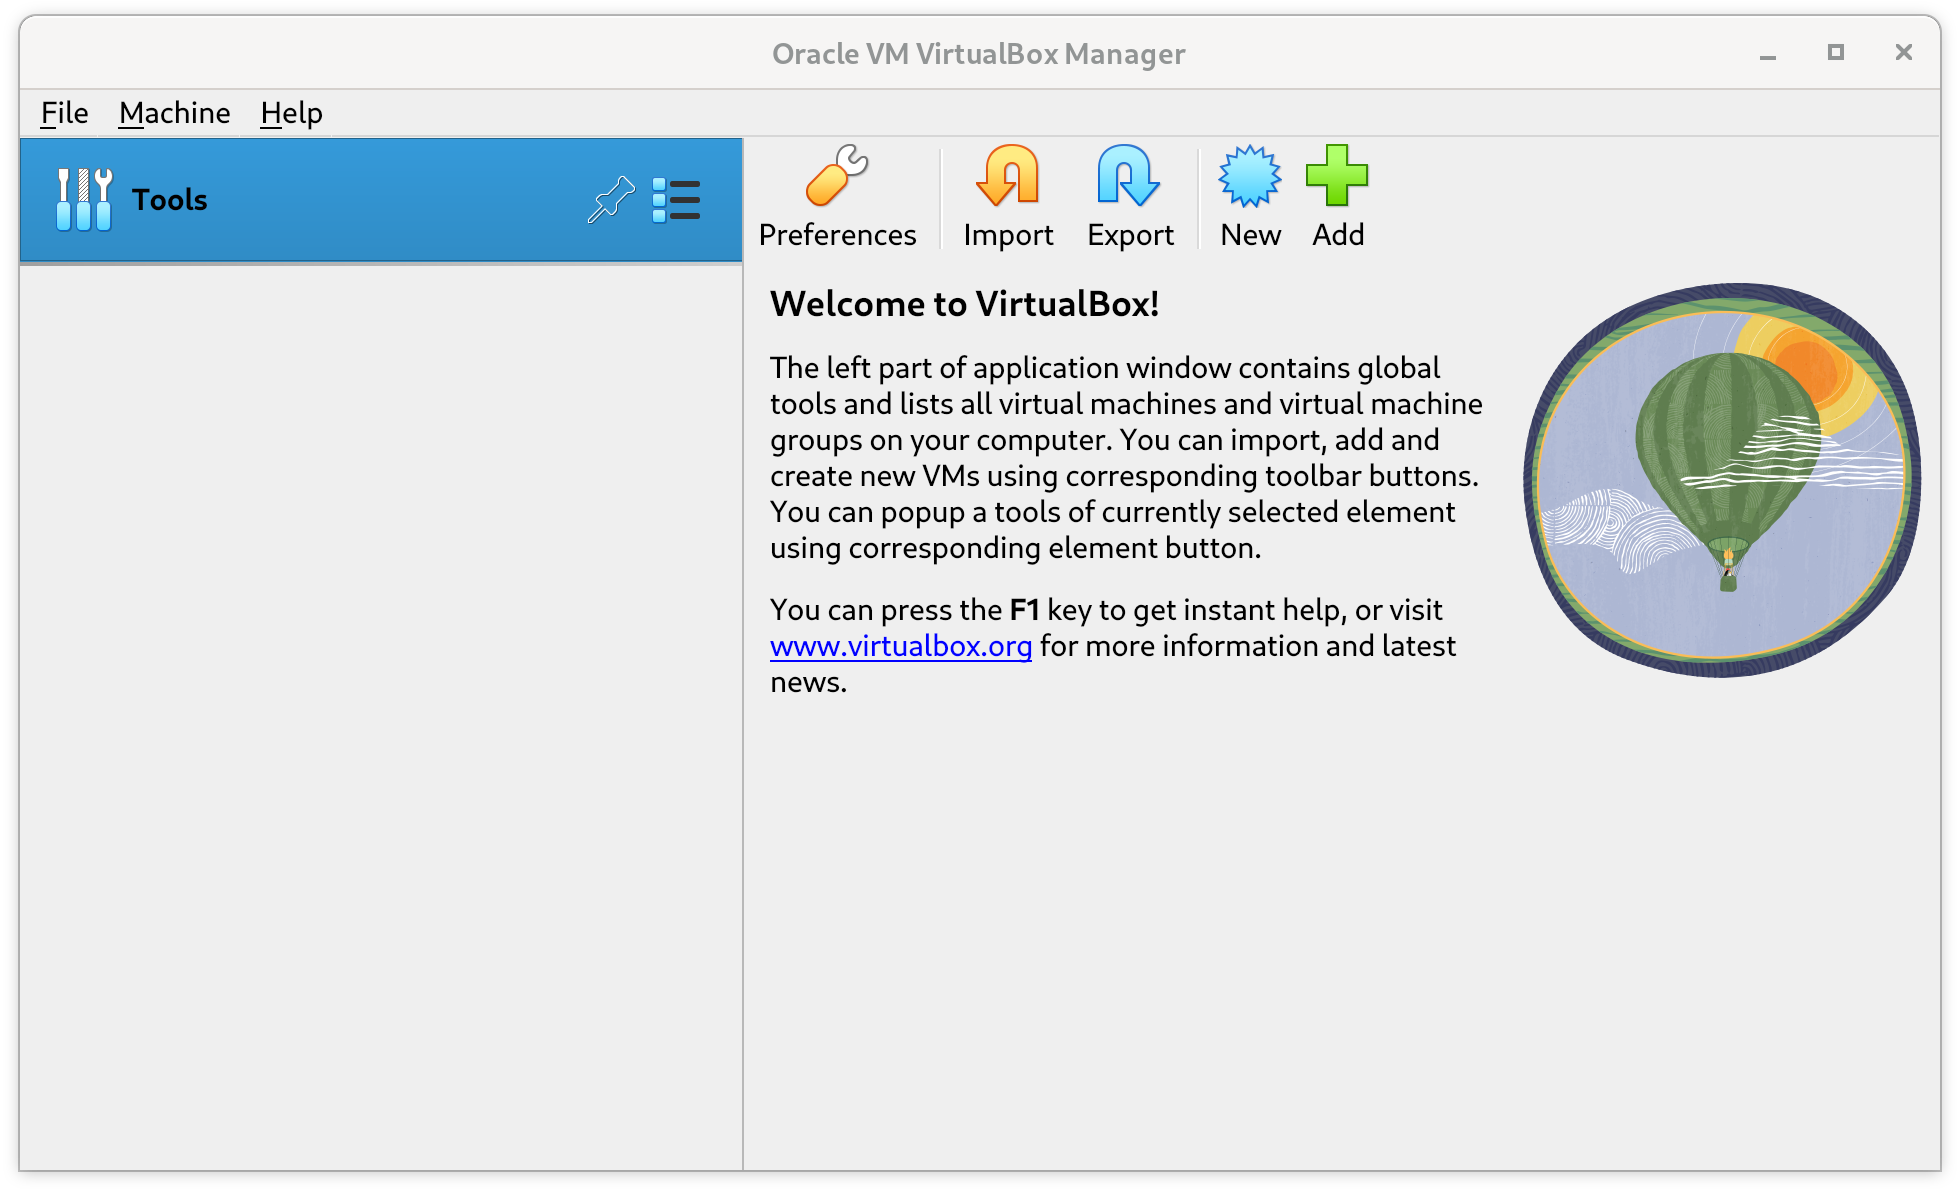 Oracle VM VirtualBox Manager
File Machine Help
Tools
Preferences Import Export New Add
Welcome to VirtualBox!
The left part of application window contains global
tools and lists all virtual machines and virtual machine
groups on your computer. You can import, add and
create new VMs using corresponding toolbar buttons.
You can popup a tools of currently selected element
using corresponding element button.
You can press the F1 key to get instant help, or visit
www.virtualbox.org for more information and latest
news.